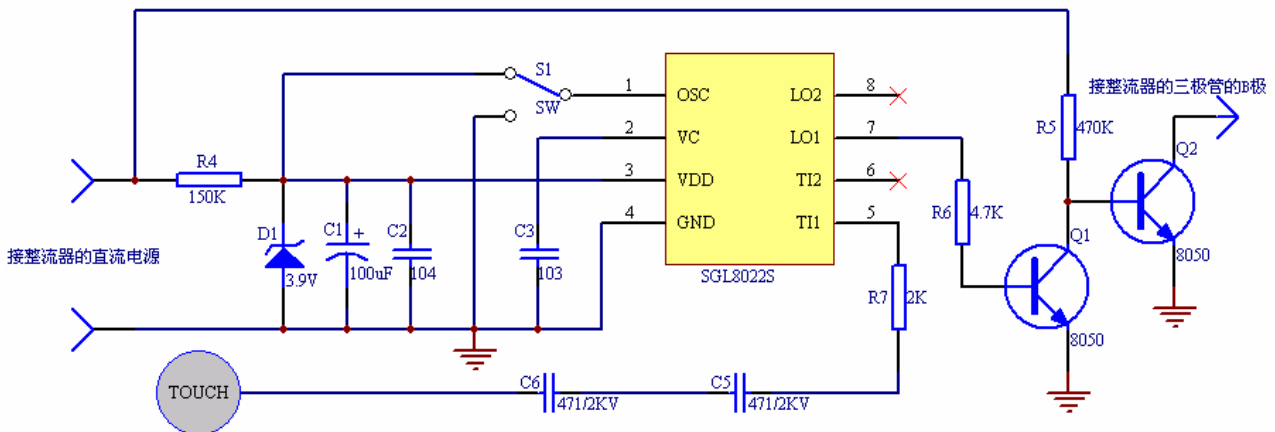 S1
SW
1
OSC
LO2
8
接整流器的三极管的B极
2
VC
LO1
7
R5
470K
Q2
R4
150K
3
VDD
TI2
6
D1
3.9V
C1
+
100uF
C2
104
C3
103
4
GND
TI1
5
R6
4.7K
Q1
8050
接整流器的直流电源
SGL8022S
R7
2K
8050
TOUCH
C6
471/2KV
C5
471/2KV